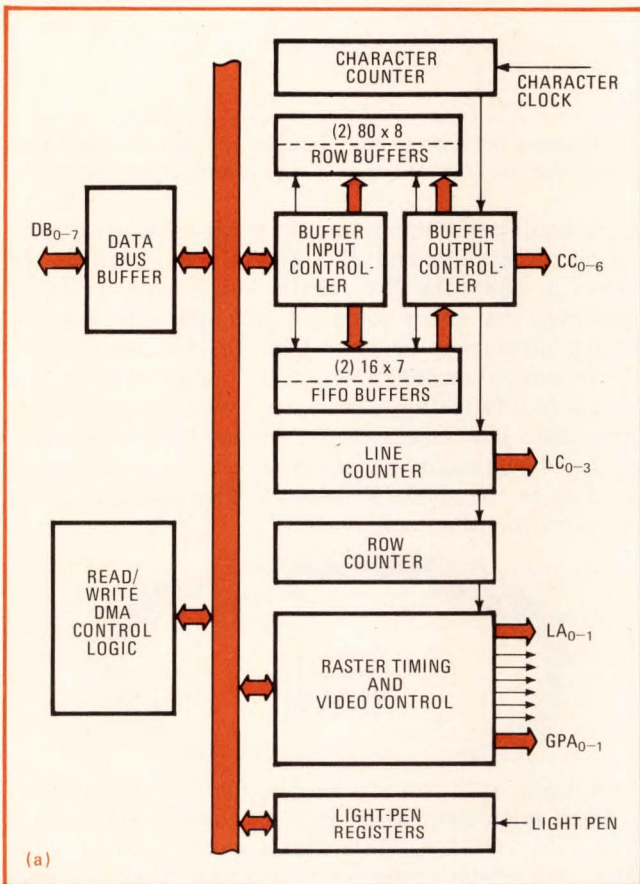 CHARACTER
COUNTER
CHARACTER
CLOCK
(2) 80 x 8
ROW BUFFERS
DB0–7
DATA
BUS
BUFFER
BUFFER
INPUT
CONTROL-
LER
BUFFER
OUTPUT
CONTROL-
LER
CC0–6
(2) 16 x 7
FIFO BUFFERS
LINE
COUNTER
LC0–3
ROW
COUNTER
READ/
WRITE
DMA
CONTROL
LOGIC
RASTER TIMING
AND
VIDEO CONTROL
LA0–1
GPA0–1
LIGHT-PEN
REGISTERS
LIGHT PEN
(a)